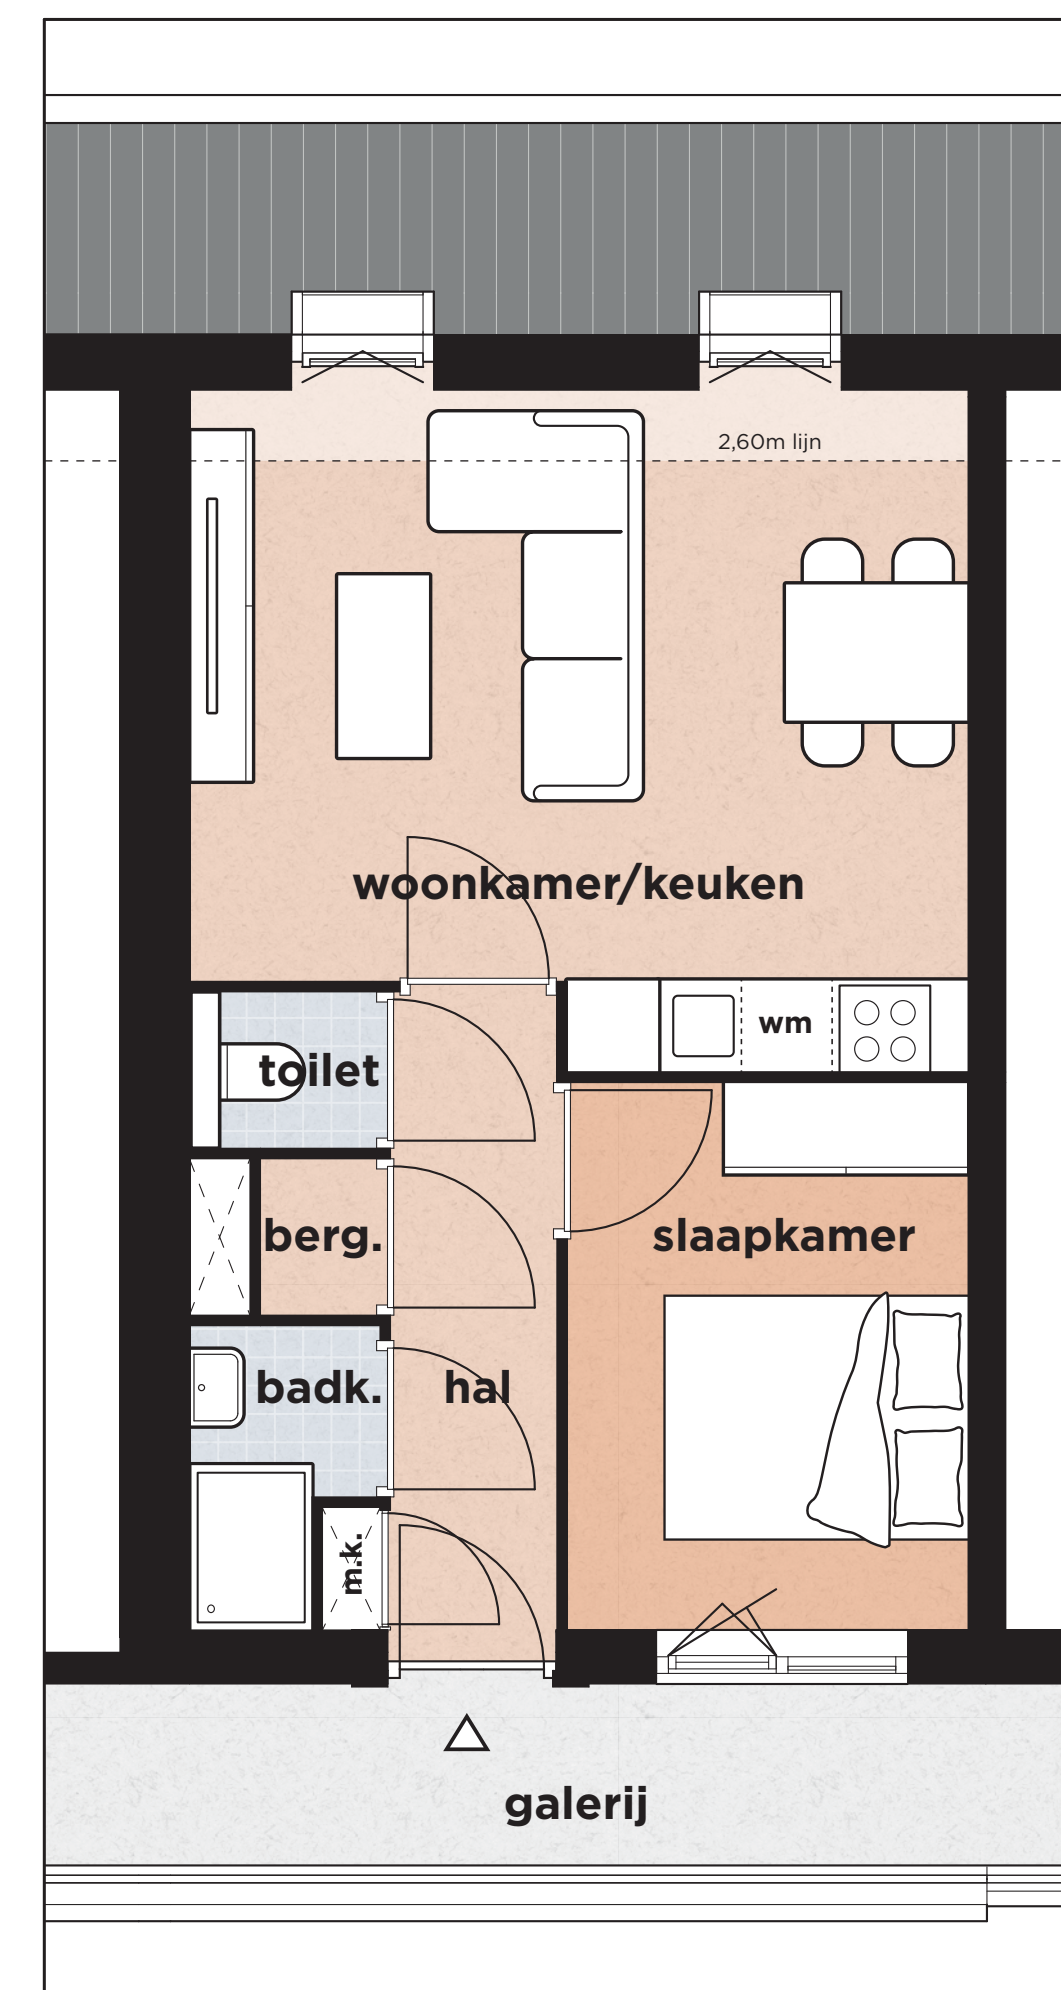 2,60m lijn
woonkamer/keuken
wm
toilet
berg.
slaapkamer
badk.
hal
m.k.
galerij